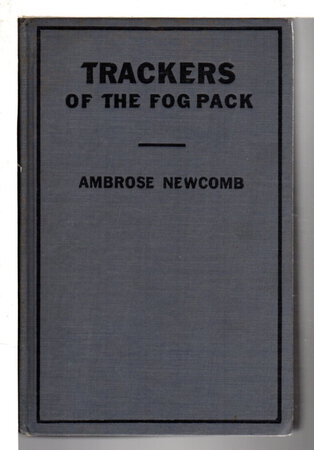 TRACKERS
OF THE FOG PACK
AMBROSE NEWCOMB